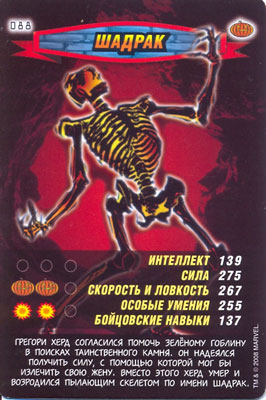 088
ШАДРАК
ИНТЕЛЛЕКТ 139
СИЛА 275
СКОРОСТЬ И ЛОВКОСТЬ 267
ОСОБЫЕ УМЕНИЯ 255
БОЙЦОВСКИЕ НАВЫКИ 137
ГРЕГОРИ ХЕРД СОГЛАСИЛСЯ ПОМОЧЬ ЗЕЛЁНОМУ ГОБЛИНУ
В ПОИСКАХ ТАИНСТВЕННОГО КАМНЯ. ОН НАДЕЯЛСЯ
ПОЛУЧИТЬ СИЛУ, С ПОМОЩЬЮ КОТОРОЙ МОГ БЫ
ИЗЛЕЧИТЬ СВОЮ ЖЕНУ. ВМЕСТО ЭТОГО ХЕРД УМЕР И
ВОЗРОДИЛСЯ ПЫЛАЮЩИМ СКЕЛЕТОМ ПО ИМЕНИ ШАДРАК.
TM & © 2008 MARVEL